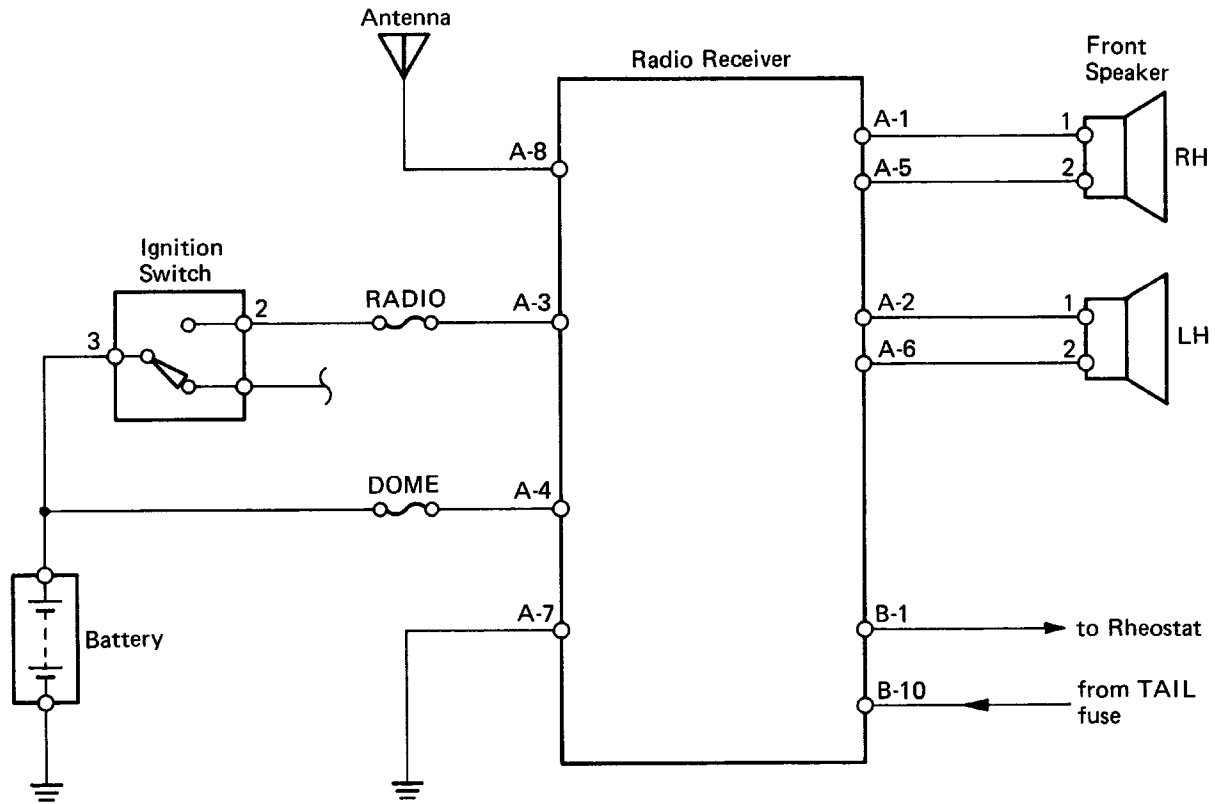 Antenna
Radio Receiver
Front
Speaker
A-8
A-1
1
A-5
2
RH
Ignition
Switch
3
2
RADIO
A-3
A-2
1
A-6
2
LH
DOME
A-4
A-7
Battery
B-1
to Rheostat
B-10
from TAIL
fuse